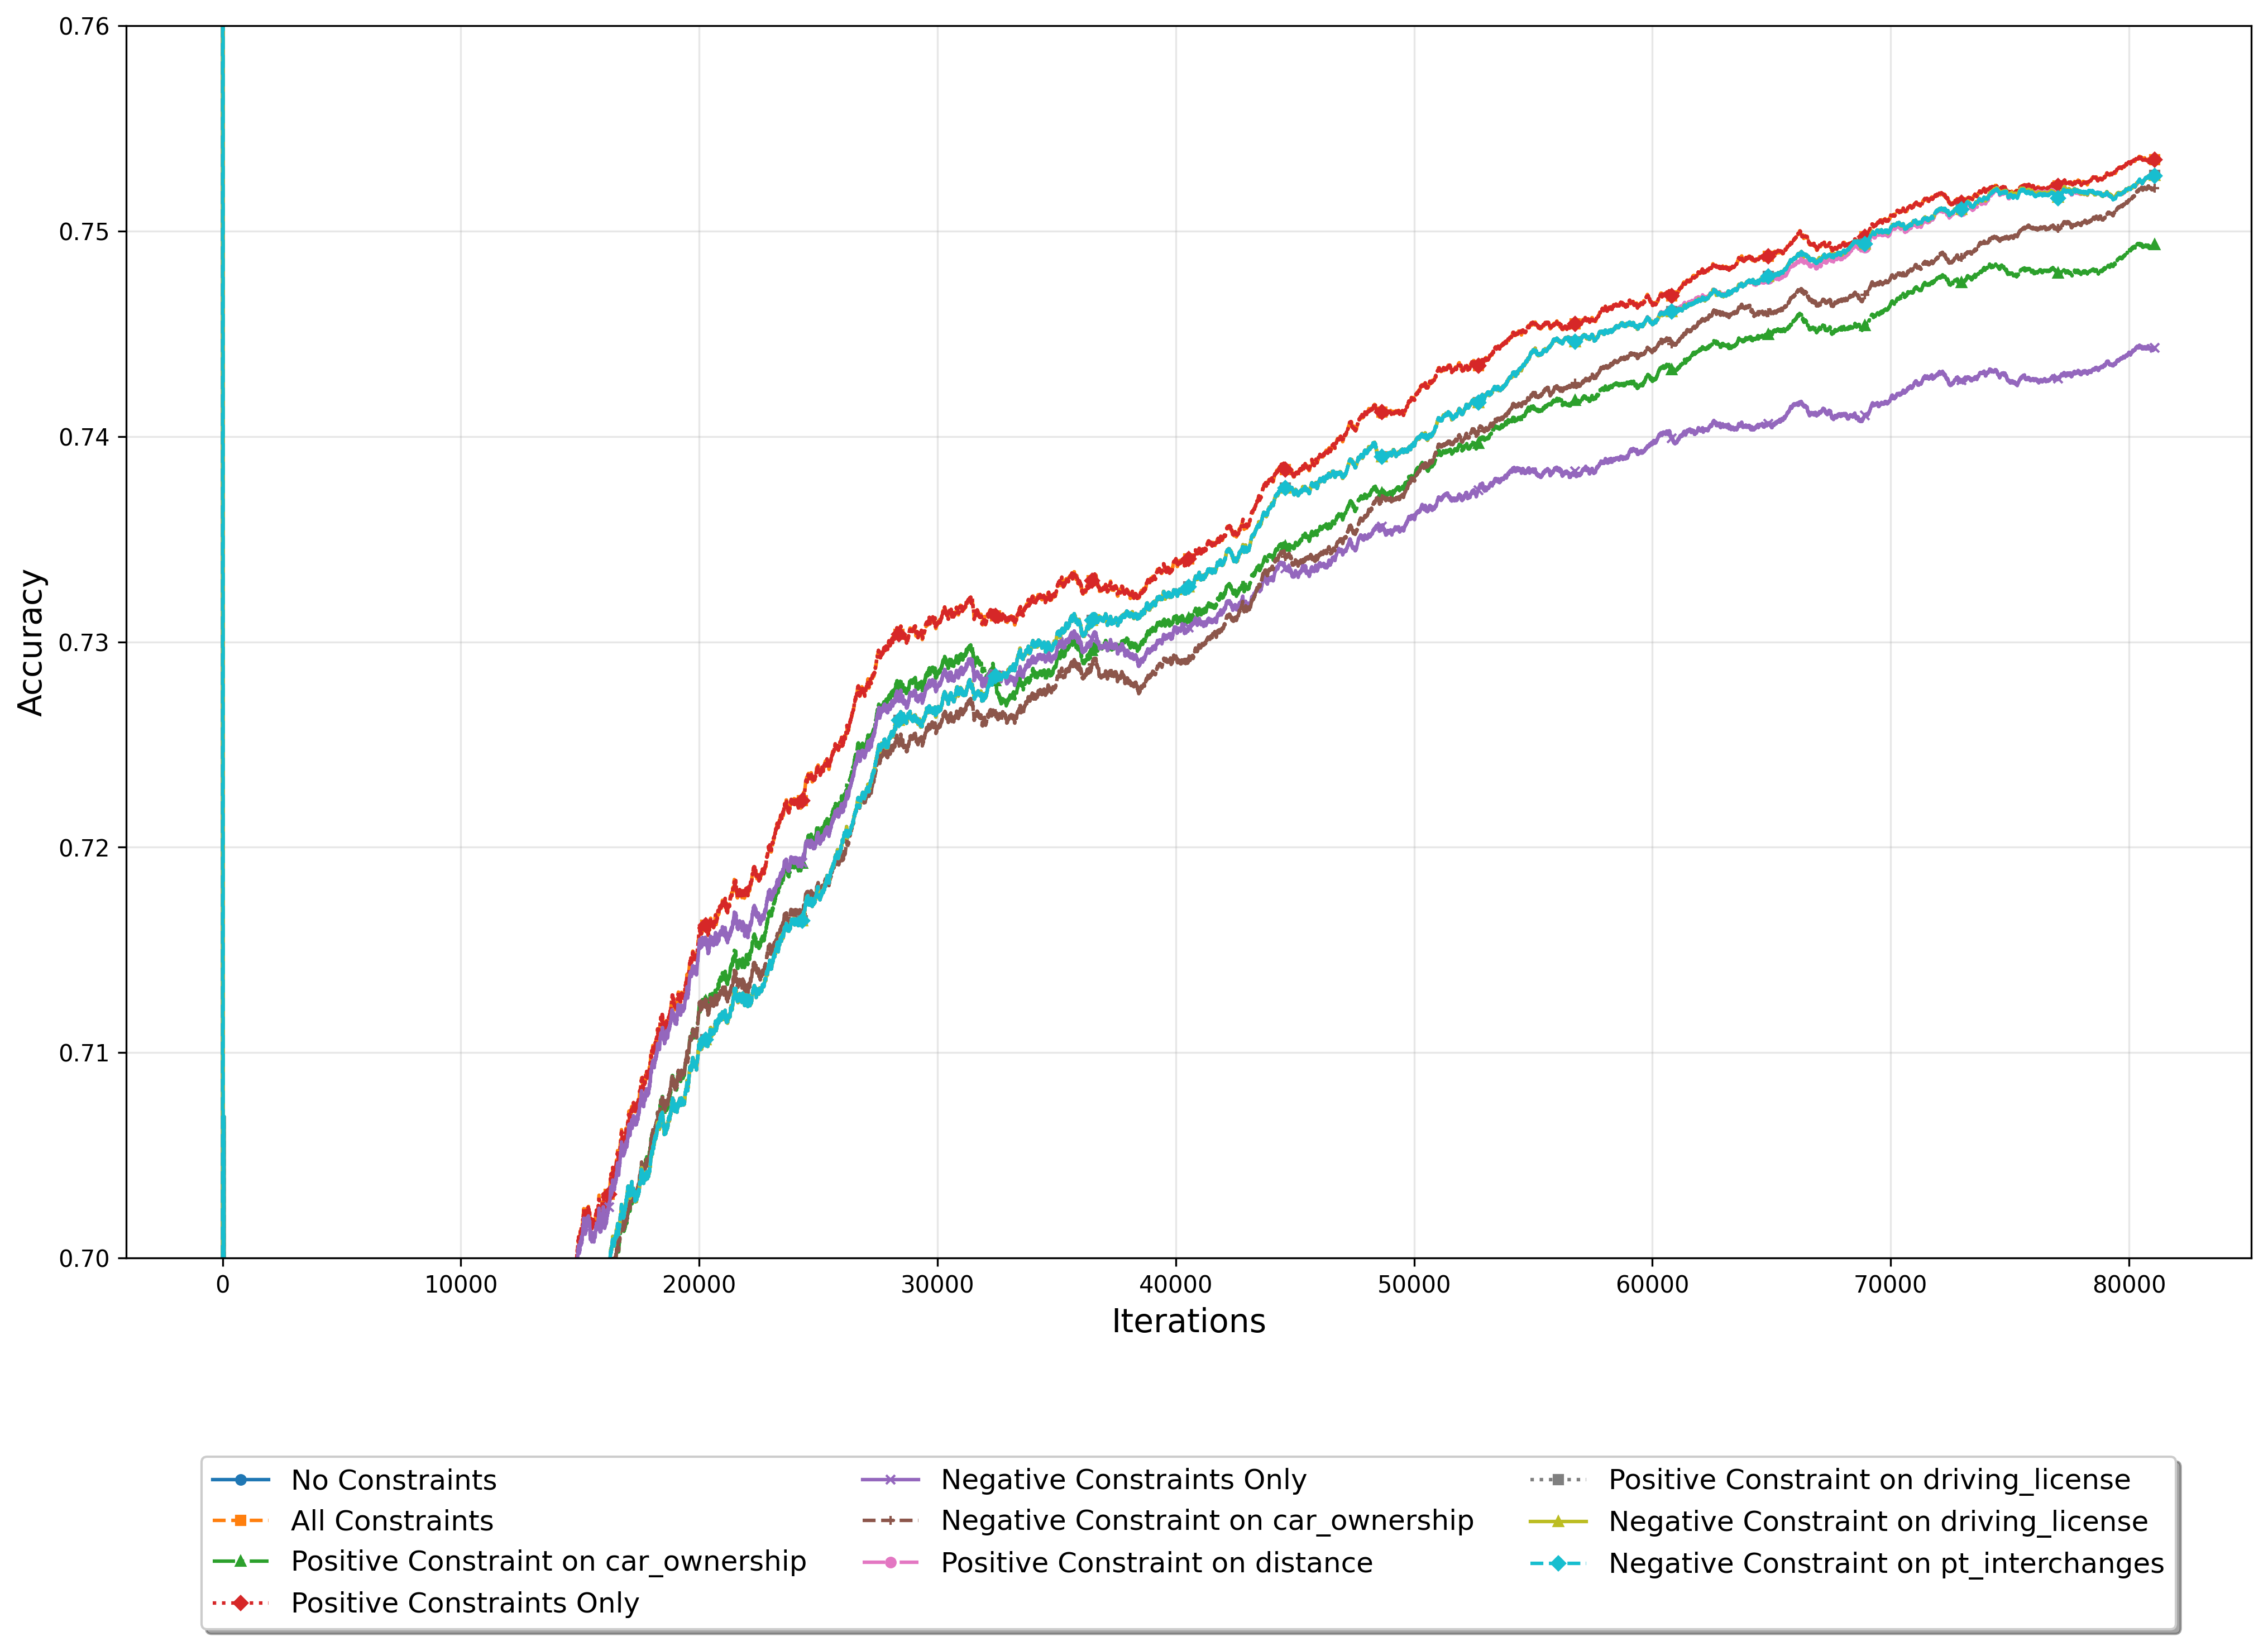 0.76
0.75
0.74
0.73
0.72
0.71
0.70
Accuracy
0 10000 20000 30000 40000 50000 60000 70000 80000
Iterations
No Constraints
All Constraints
Positive Constraint on car_ownership
Positive Constraints Only
Negative Constraints Only
Negative Constraint on car_ownership
Positive Constraint on distance
Positive Constraint on driving_license
Negative Constraint on driving_license
Negative Constraint on pt_interchanges